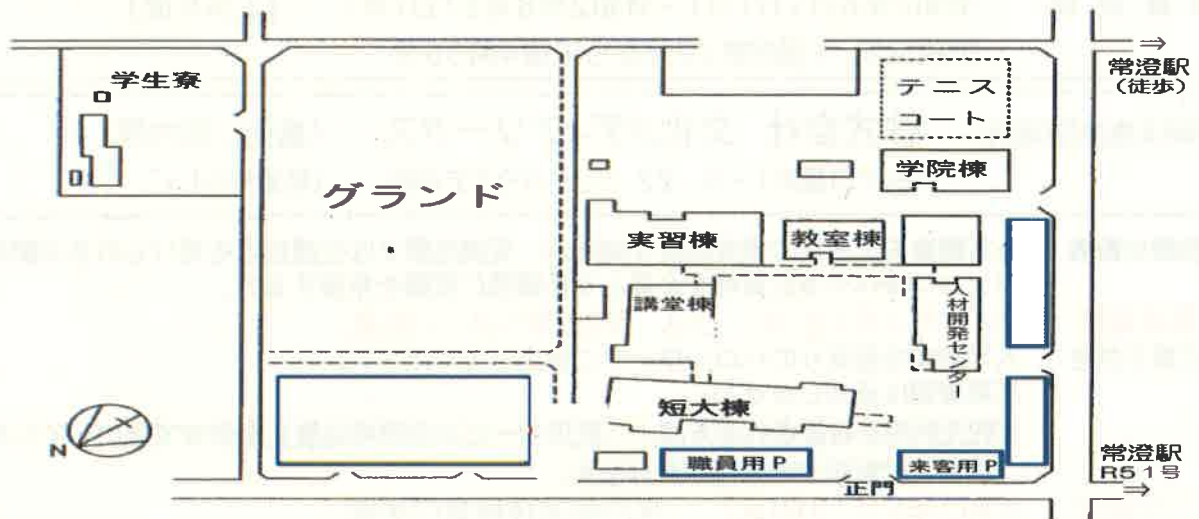 学生寮
グランド
テニス
コート
学院棟
実習棟
教室棟
講堂棟
人材開発センター
短大棟
職員用P
来客用P
正門
⇒
常澄駅
(徒歩)
常澄駅
R51号
⇒
N